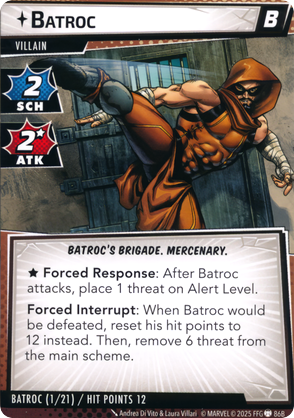 Batroc
B
VILLAIN
2
SCH
2★
ATK
BATROC'S BRIGADE. MERCENARY.
★ Forced Response: After Batroc
attacks, place 1 threat on Alert Level.
Forced Interrupt: When Batroc would
be defeated, reset his hit points to
12 instead. Then, remove 6 threat from
the main scheme.
BATROC (1/21) / HIT POINTS 12
Andrea Di Vito & Laura Villari © MARVEL © 2025 FFG 86B